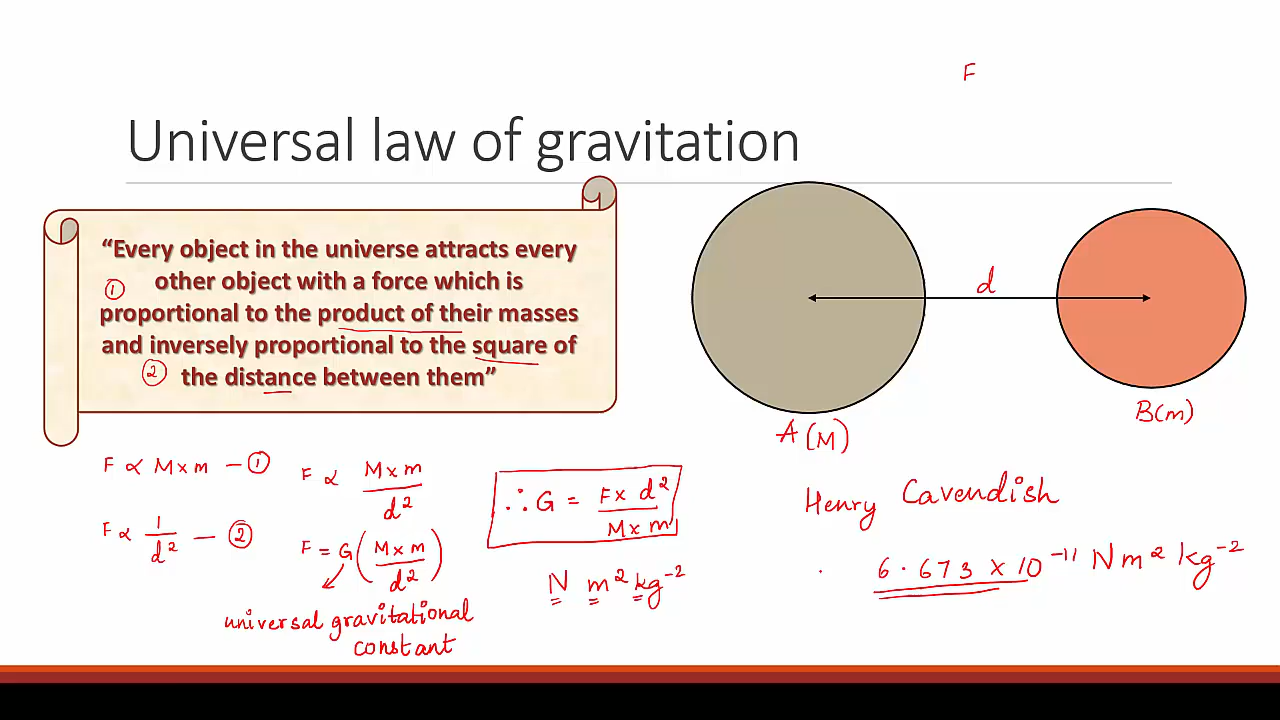 F
Universal law of gravitation
“Every object in the universe attracts every
other object with a force which is
①
proportional to the product of their masses
and inversely proportional to the square of
②
the distance between them”
d
A (M)
B(m)
F ∝ M×m – ①
F ∝ 1/d² – ②
F ∝ M×m/d²
F = G(M×m/d²)
universal gravitational
constant
∴ G = F× d²/M×m
N m² kg⁻²
Henry Cavendish
6.673 ×10⁻¹¹ Nm² kg⁻²